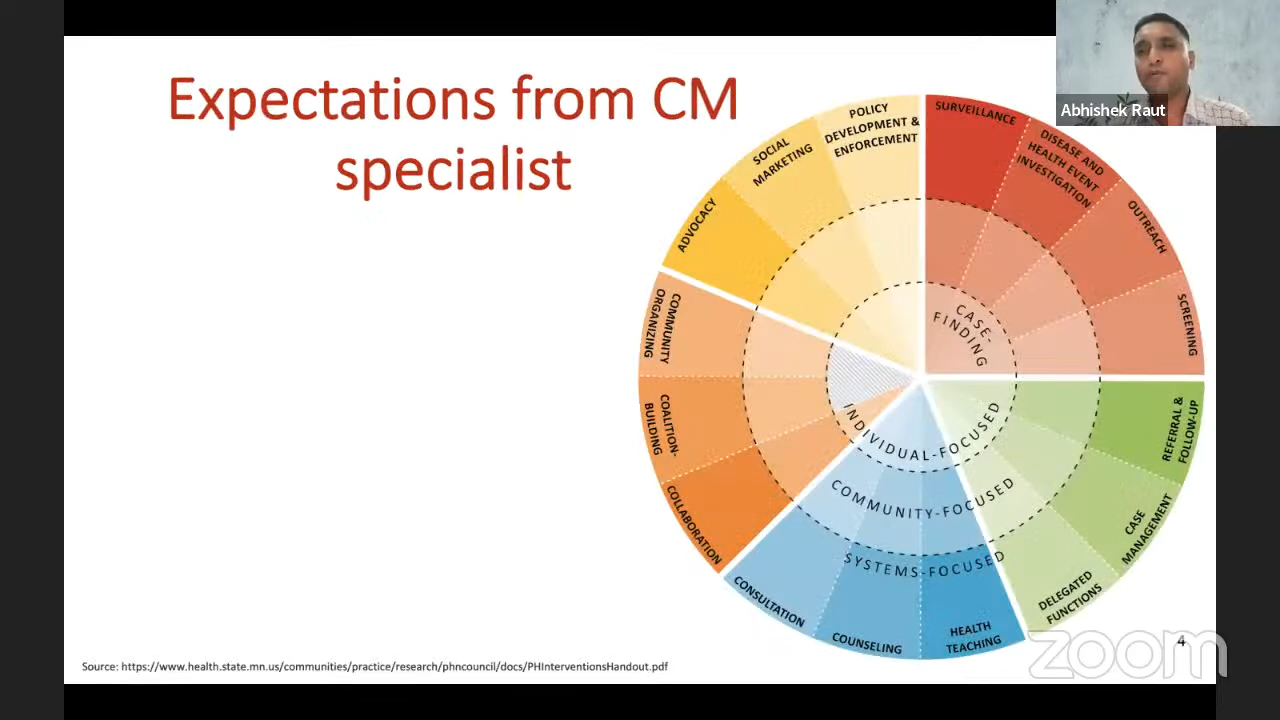 Expectations from CM
specialist
Abhishek Raut
SURVEILLANCE
DISEASE AND
HEALTH EVENT
INVESTIGATION
OUTREACH
SCREENING
REFERRAL &
FOLLOW-UP
CASE
MANAGEMENT
DELEGATED
FUNCTIONS
HEALTH
TEACHING
COUNSELING
CONSULTATION
COLLABORATION
COALITION-
BUILDING
COMMUNITY
ORGANIZING
ADVOCACY
SOCIAL
MARKETING
POLICY
DEVELOPMENT &
ENFORCEMENT
CASE-
FINDING
INDIVIDUAL-FOCUSED
COMMUNITY-FOCUSED
SYSTEMS-FOCUSED
Source: https://www.health.state.mn.us/communities/practice/research/phncouncil/docs/PHInterventionsHandout.pdf
4
zoom